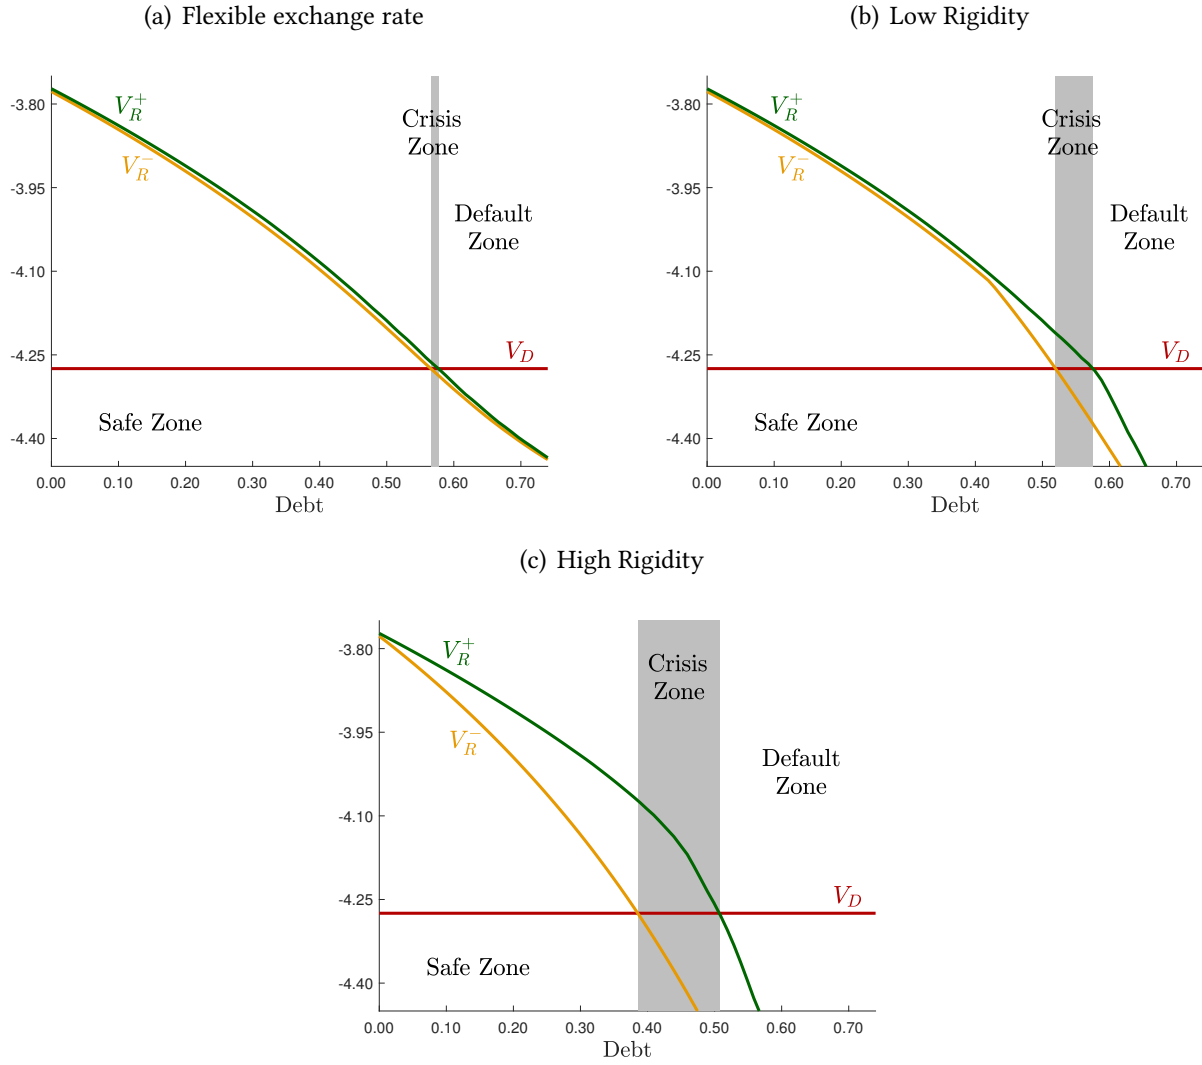 (a) Flexible exchange rate
-3.80
-3.95
-4.10
-4.25
-4.40
V_R^+
V_R^-
Crisis
Zone
Default
Zone
V_D
Safe Zone
0.00 0.10 0.20 0.30 0.40 0.50 0.60 0.70
Debt
(b) Low Rigidity
-3.80
-3.95
-4.10
-4.25
-4.40
V_R^+
V_R^-
Crisis
Zone
Default
Zone
V_D
Safe Zone
0.00 0.10 0.20 0.30 0.40 0.50 0.60 0.70
Debt
(c) High Rigidity
-3.80
-3.95
-4.10
-4.25
-4.40
V_R^+
V_R^-
Crisis
Zone
Default
Zone
V_D
Safe Zone
0.00 0.10 0.20 0.30 0.40 0.50 0.60 0.70
Debt